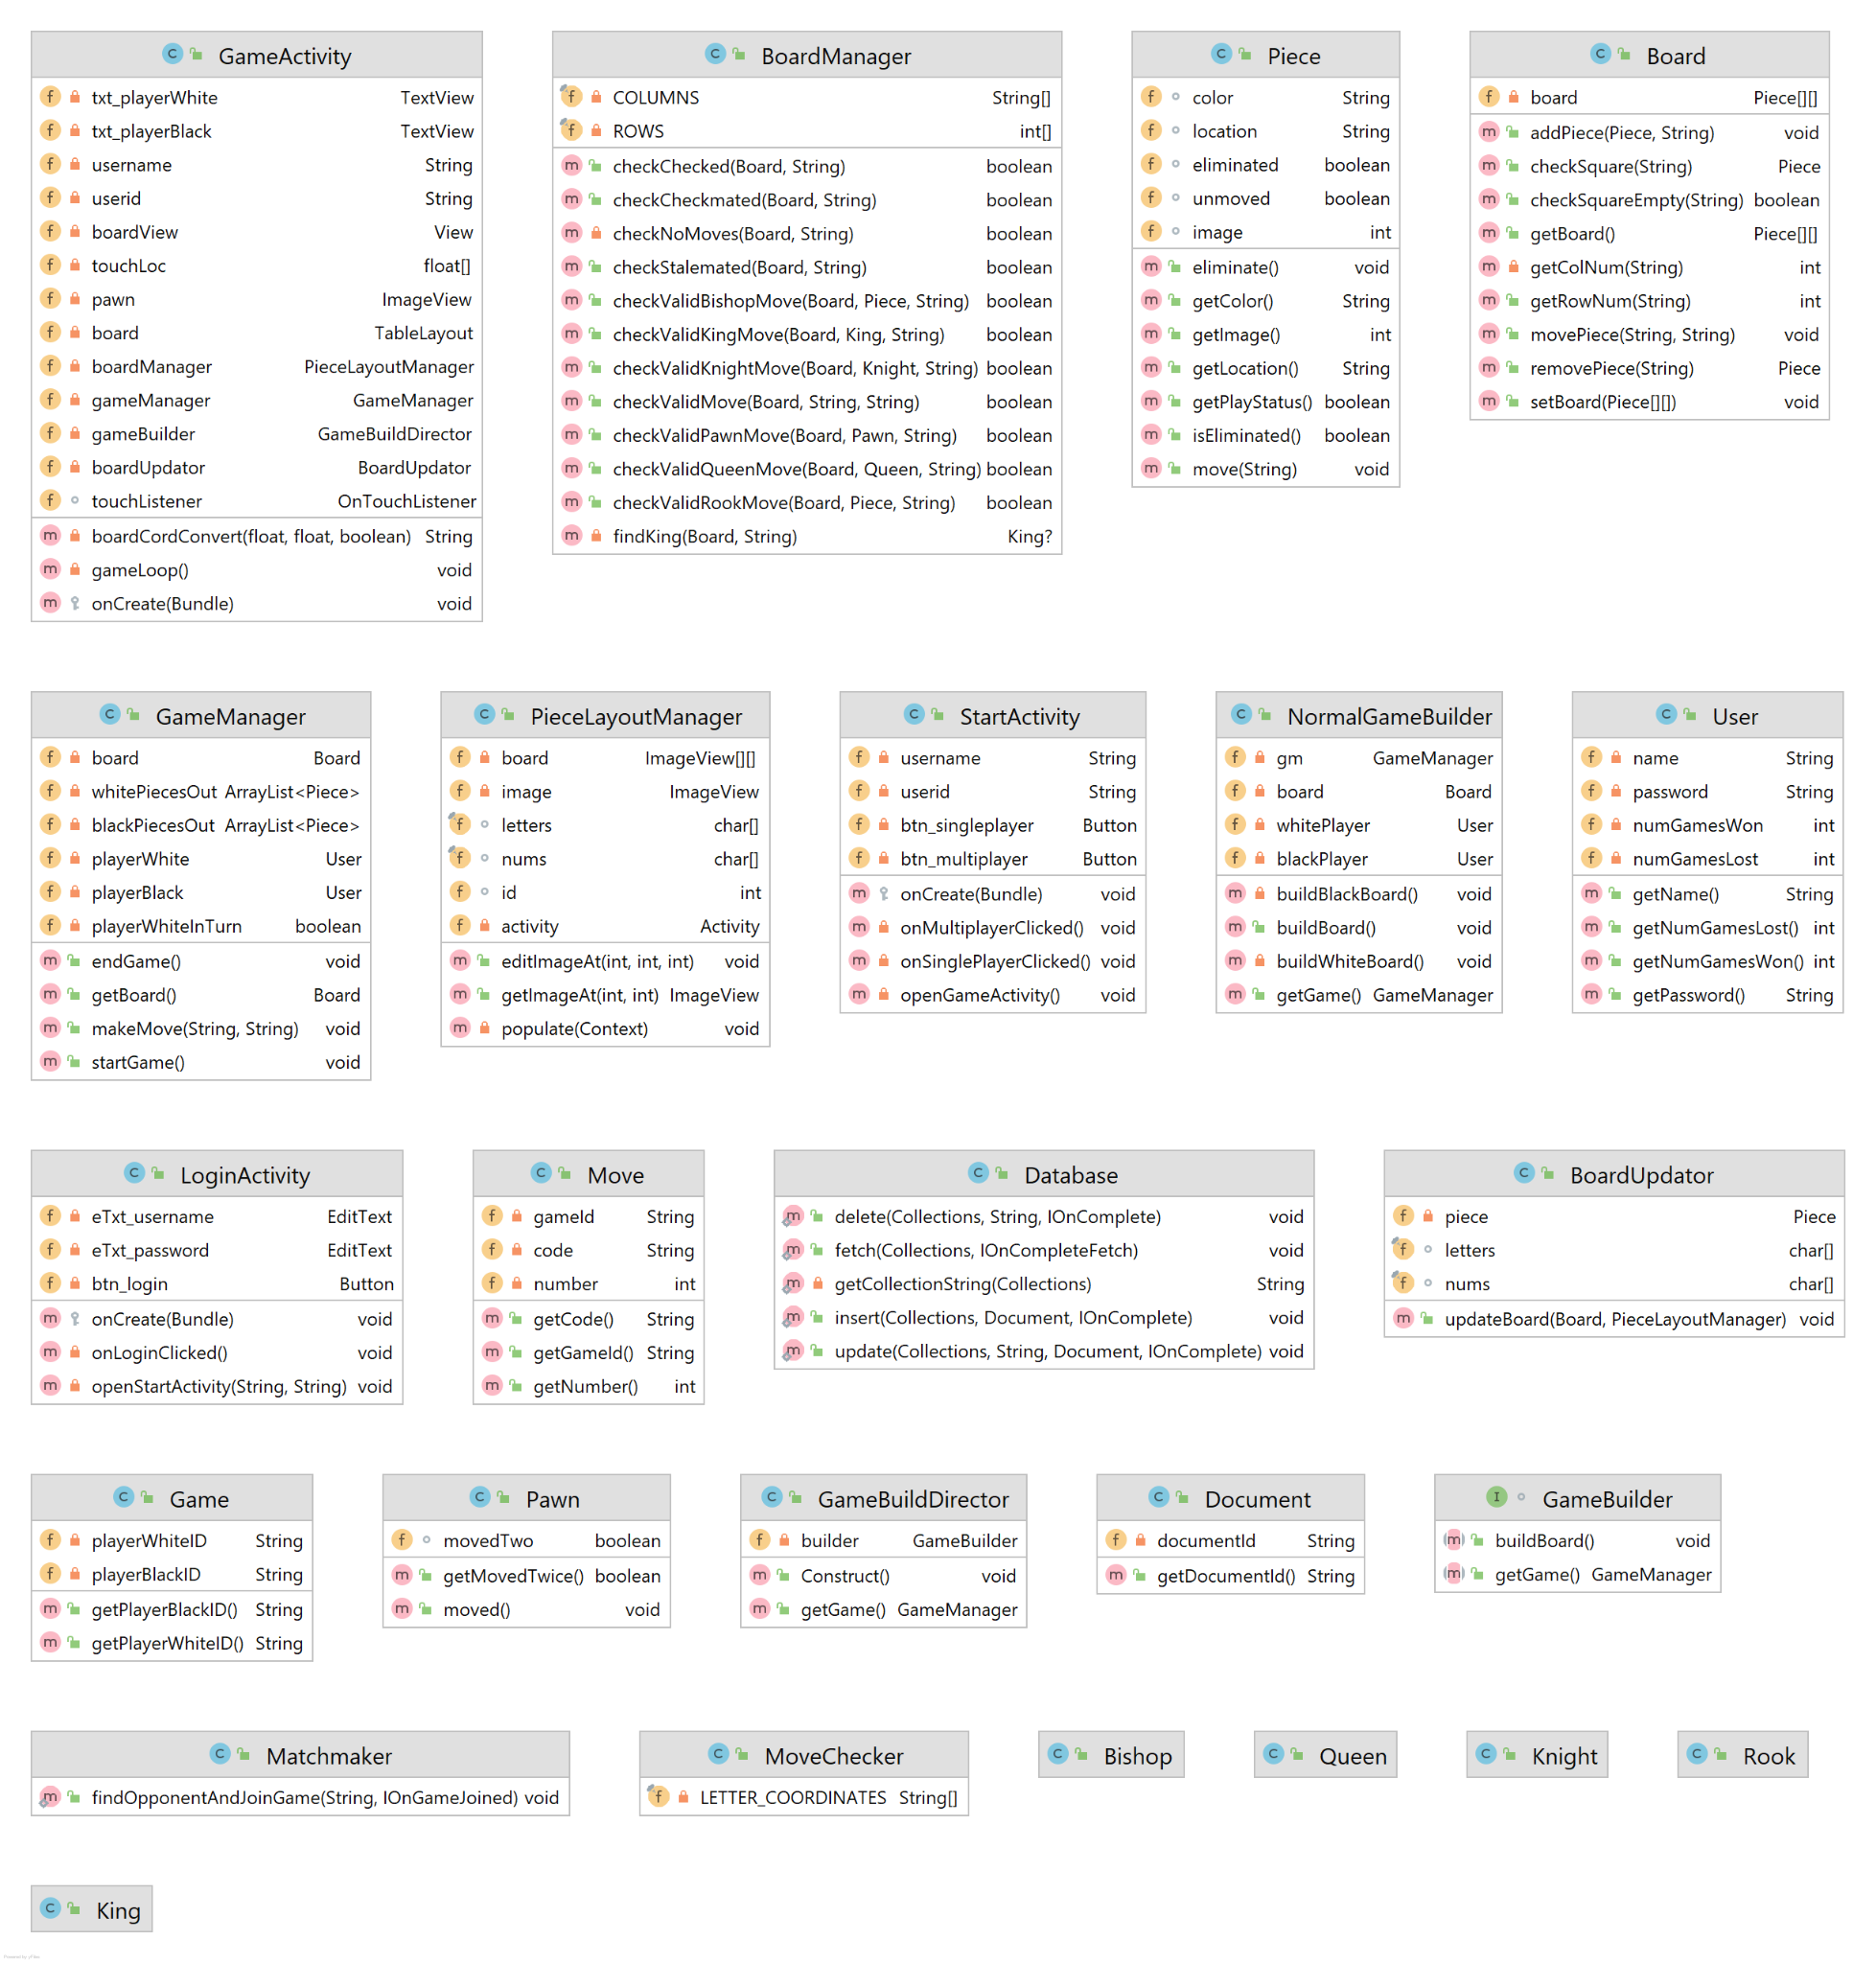 GameActivity
txt_playerWhite TextView
txt_playerBlack TextView
username String
userid String
boardView View
touchLoc float[]
pawn ImageView
board TableLayout
boardManager PieceLayoutManager
gameManager GameManager
gameBuilder GameBuildDirector
boardUpdator BoardUpdator
touchListener OnTouchListener
boardCordConvert(float, float, boolean) String
gameLoop() void
onCreate(Bundle) void
BoardManager
COLUMNS String[]
ROWS int[]
checkChecked(Board, String) boolean
checkCheckmated(Board, String) boolean
checkNoMoves(Board, String) boolean
checkStalemated(Board, String) boolean
checkValidBishopMove(Board, Piece, String) boolean
checkValidKingMove(Board, King, String) boolean
checkValidKnightMove(Board, Knight, String) boolean
checkValidMove(Board, String, String) boolean
checkValidPawnMove(Board, Pawn, String) boolean
checkValidQueenMove(Board, Queen, String) boolean
checkValidRookMove(Board, Piece, String) boolean
findKing(Board, String) King?
Piece
color String
location String
eliminated boolean
unmoved boolean
image int
eliminate() void
getColor() String
getImage() int
getLocation() String
getPlayStatus() boolean
isEliminated() boolean
move(String) void
Board
board Piece[][]
addPiece(Piece, String) void
checkSquare(String) Piece
checkSquareEmpty(String) boolean
getBoard() Piece[][]
getColNum(String) int
getRowNum(String) int
movePiece(String, String) void
removePiece(String) Piece
setBoard(Piece[][]) void
GameManager
board Board
whitePiecesOut ArrayList<Piece>
blackPiecesOut ArrayList<Piece>
playerWhite User
playerBlack User
playerWhiteInTurn boolean
endGame() void
getBoard() Board
makeMove(String, String) void
startGame() void
PieceLayoutManager
board ImageView[][]
image ImageView
letters char[]
nums char[]
id int
activity Activity
editImageAt(int, int, int) void
getImageAt(int, int) ImageView
populate(Context) void
StartActivity
username String
userid String
btn_singleplayer Button
btn_multiplayer Button
onCreate(Bundle) void
onMultiplayerClicked() void
onSinglePlayerClicked() void
openGameActivity() void
NormalGameBuilder
gm GameManager
board Board
whitePlayer User
blackPlayer User
buildBlackBoard() void
buildBoard() void
buildWhiteBoard() void
getGame() GameManager
User
name String
password String
numGamesWon int
numGamesLost int
getName() String
getNumGamesLost() int
getNumGamesWon() int
getPassword() String
LoginActivity
eTxt_username EditText
eTxt_password EditText
btn_login Button
onCreate(Bundle) void
onLoginClicked() void
openStartActivity(String, String) void
Move
gameId String
code String
number int
getCode() String
getGameId() String
getNumber() int
Database
delete(Collections, String, IOnComplete) void
fetch(Collections, IOnCompleteFetch) void
getCollectionString(Collections) String
insert(Collections, Document, IOnComplete) void
update(Collections, String, Document, IOnComplete) void
BoardUpdator
piece Piece
letters char[]
nums char[]
updateBoard(Board, PieceLayoutManager) void
Game
playerWhiteID String
playerBlackID String
getPlayerBlackID() String
getPlayerWhiteID() String
Pawn
movedTwo boolean
getMovedTwice() boolean
moved() void
GameBuildDirector
builder GameBuilder
Construct() void
getGame() GameManager
Document
documentId String
getDocumentId() String
GameBuilder
buildBoard() void
getGame() GameManager
Matchmaker
findOpponentAndJoinGame(String, IOnGameJoined) void
MoveChecker
LETTER_COORDINATES String[]
Bishop
Queen
Knight
Rook
King
Powered by yFiles